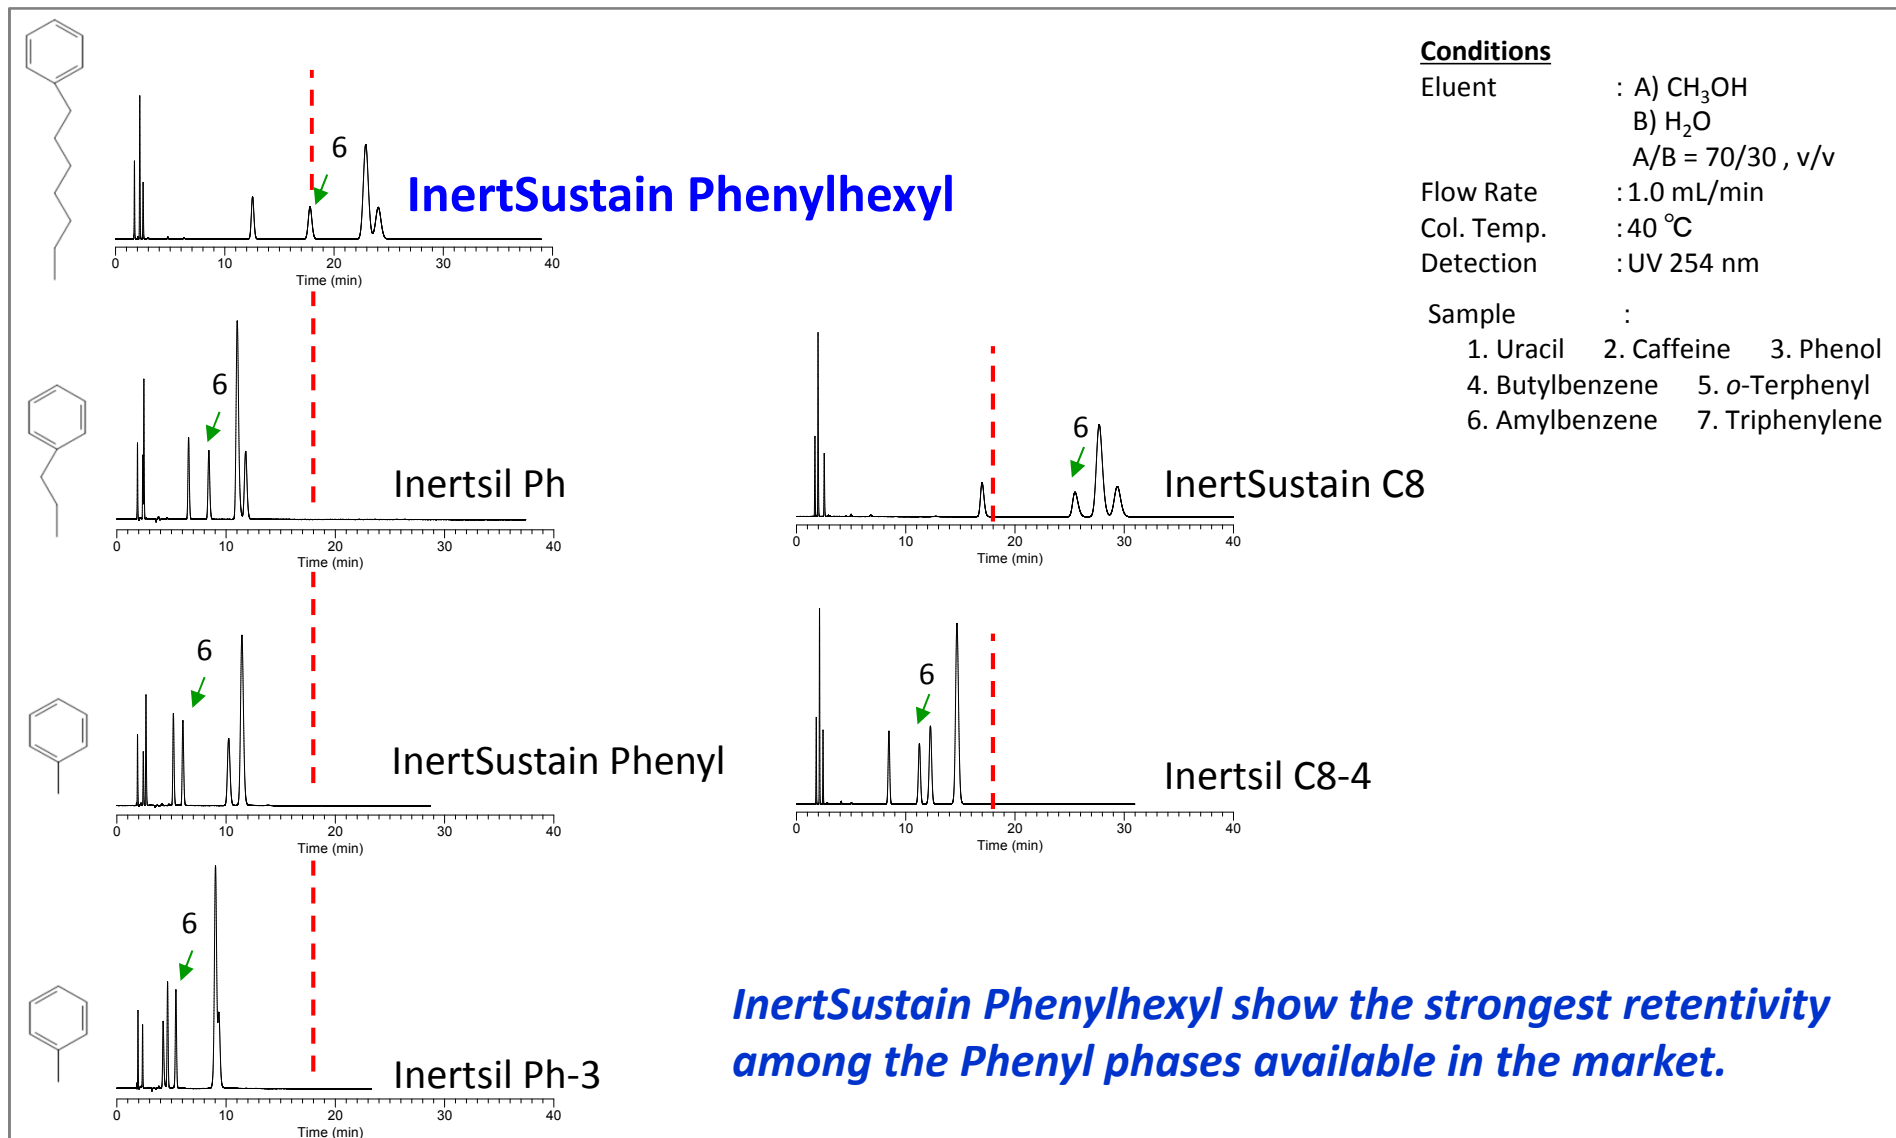 6
InertSustain Phenylhexyl
0 10 20 30 40
Time (min)
6
Inertsil Ph
0 10 20 30 40
Time (min)
6
InertSustain Phenyl
0 10 20 30 40
Time (min)
6
Inertsil Ph-3
0 10 20 30 40
Time (min)
6
InertSustain C8
0 10 20 30 40
Time (min)
6
Inertsil C8-4
0 10 20 30 40
Time (min)
Conditions
Eluent : A) CH₃OH
B) H₂O
A/B = 70/30 , v/v
Flow Rate : 1.0 mL/min
Col. Temp. : 40 ℃
Detection : UV 254 nm
Sample :
1. Uracil 2. Caffeine 3. Phenol
4. Butylbenzene 5. o-Terphenyl
6. Amylbenzene 7. Triphenylene
InertSustain Phenylhexyl show the strongest retentivity
among the Phenyl phases available in the market.